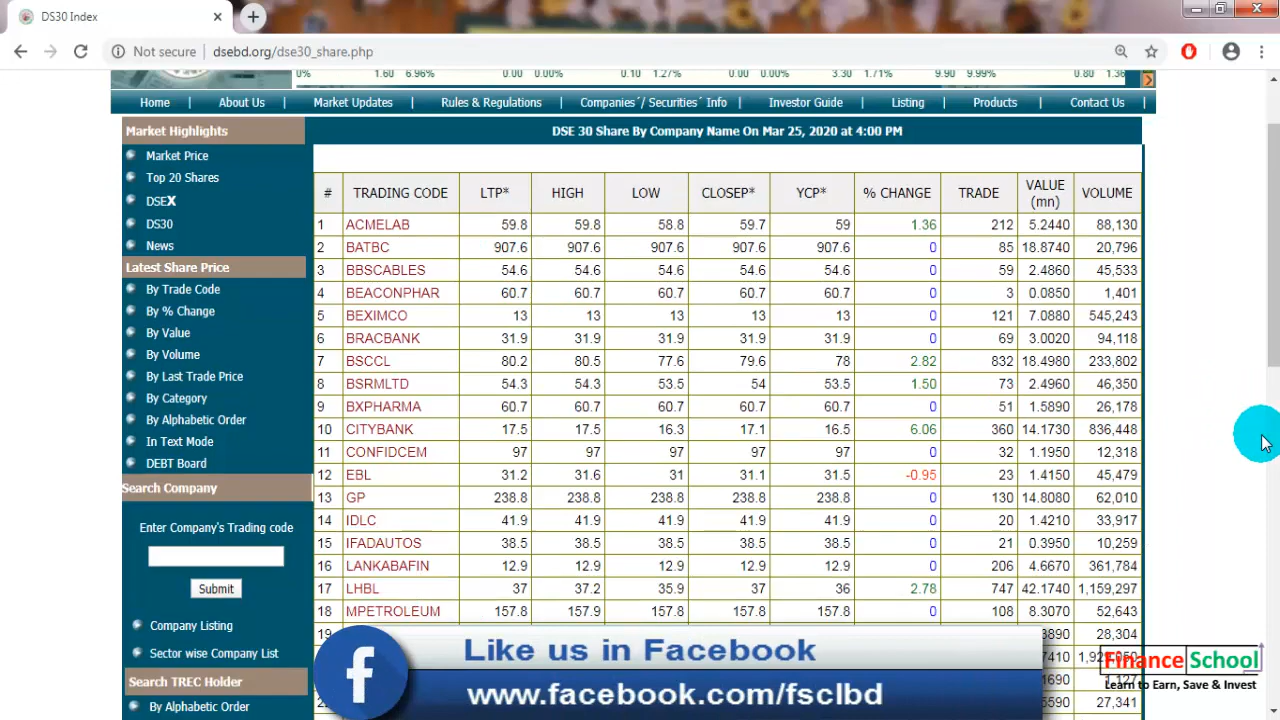 DS30 Index
Not secure dsebd.org/dse30_share.php
0% 1.60 6.96% 0.00 0.00% 0.10 1.27% 0.00 0.00% 3.30 1.71% 9.90 9.99% 0.80 1.36
Home About Us Market Updates Rules & Regulations Companies´/ Securities´ Info Investor Guide Listing Products Contact Us
Market Highlights
Market Price
Top 20 Shares
DSEX
DS30
News
Latest Share Price
By Trade Code
By % Change
By Value
By Volume
By Last Trade Price
By Category
By Alphabetic Order
In Text Mode
DEBT Board
Search Company
Enter Company's Trading code
Submit
Company Listing
Sector wise Company List
Search TREC Holder
By Alphabetic Order
DSE 30 Share By Company Name On Mar 25, 2020 at 4:00 PM
# TRADING CODE LTP* HIGH LOW CLOSEP* YCP* % CHANGE TRADE VALUE (mn) VOLUME
1 ACMELAB 59.8 59.8 58.8 59.7 59 1.36 212 5.2440 88,130
2 BATBC 907.6 907.6 907.6 907.6 907.6 0 85 18.8740 20,796
3 BBSCABLES 54.6 54.6 54.6 54.6 54.6 0 59 2.4860 45,533
4 BEACONPHAR 60.7 60.7 60.7 60.7 60.7 0 3 0.0850 1,401
5 BEXIMCO 13 13 13 13 13 0 121 7.0880 545,243
6 BRACBANK 31.9 31.9 31.9 31.9 31.9 0 69 3.0020 94,118
7 BSCCL 80.2 80.5 77.6 79.6 78 2.82 832 18.4980 233,802
8 BSRMLTD 54.3 54.3 53.5 54 53.5 1.50 73 2.4960 46,350
9 BXPHARMA 60.7 60.7 60.7 60.7 60.7 0 51 1.5890 26,178
10 CITYBANK 17.5 17.5 16.3 17.1 16.5 6.06 360 14.1730 836,448
11 CONFIDCEM 97 97 97 97 97 0 32 1.1950 12,318
12 EBL 31.2 31.6 31 31.1 31.5 -0.95 23 1.4150 45,479
13 GP 238.8 238.8 238.8 238.8 238.8 0 130 14.8080 62,010
14 IDLC 41.9 41.9 41.9 41.9 41.9 0 20 1.4210 33,917
15 IFADAUTOS 38.5 38.5 38.5 38.5 38.5 0 21 0.3950 10,259
16 LANKABAFIN 12.9 12.9 12.9 12.9 12.9 0 206 4.6670 361,784
17 LHBL 37 37.2 35.9 37 36 2.78 747 42.1740 1,159,297
18 MPETROLEUM 157.8 157.9 157.8 157.8 157.8 0 108 8.3070 52,643
19 28,304
27,341
Like us in Facebook
www.facebook.com/fsclbd
Finance School
Learn to Earn, Save & Invest